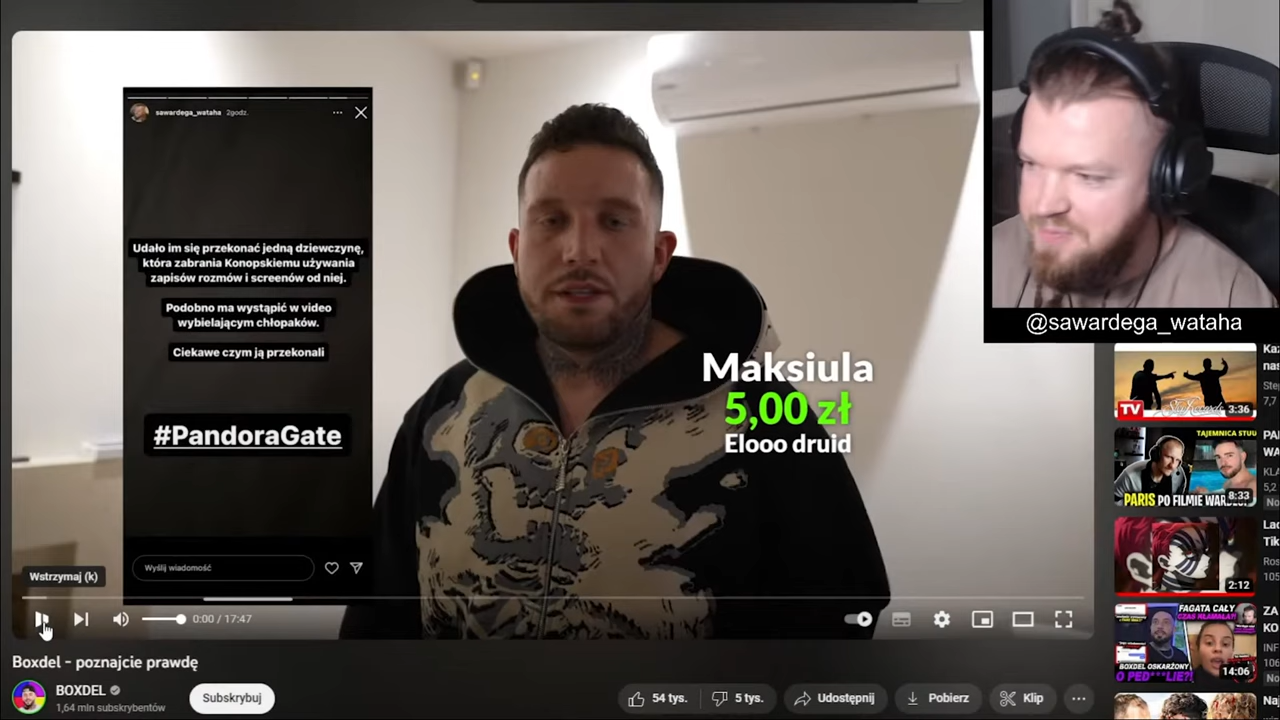 sawardega_wataha 2godz.
Udało im się przekonać jedną dziewczynę,
która zabrania Konopskiemu używania
zapisów rozmów i screenów od niej.
Podobno ma wystąpić w video
wybielającym chłopaków.
Ciekawe czym ją przekonali
#PandoraGate
Wyślij wiadomość
Maksiula
5,00 zł
Elooo druid
@sawardega_wataha
Wstrzymaj (k)
0:00 / 17:47
Boxdel - poznajcie prawdę
BOXDEL
1,64 mln subskrybentów
Subskrybuj
54 tys.
5 tys.
Udostępnij
Pobierz
Klip
TV
3:36
TAJEMNICA STUU
PARIS PO FILMIE
8:33
2:12
FAGATA CAŁY
BOXDEL OSKARŻONY
O PED***LIE?!
14:06